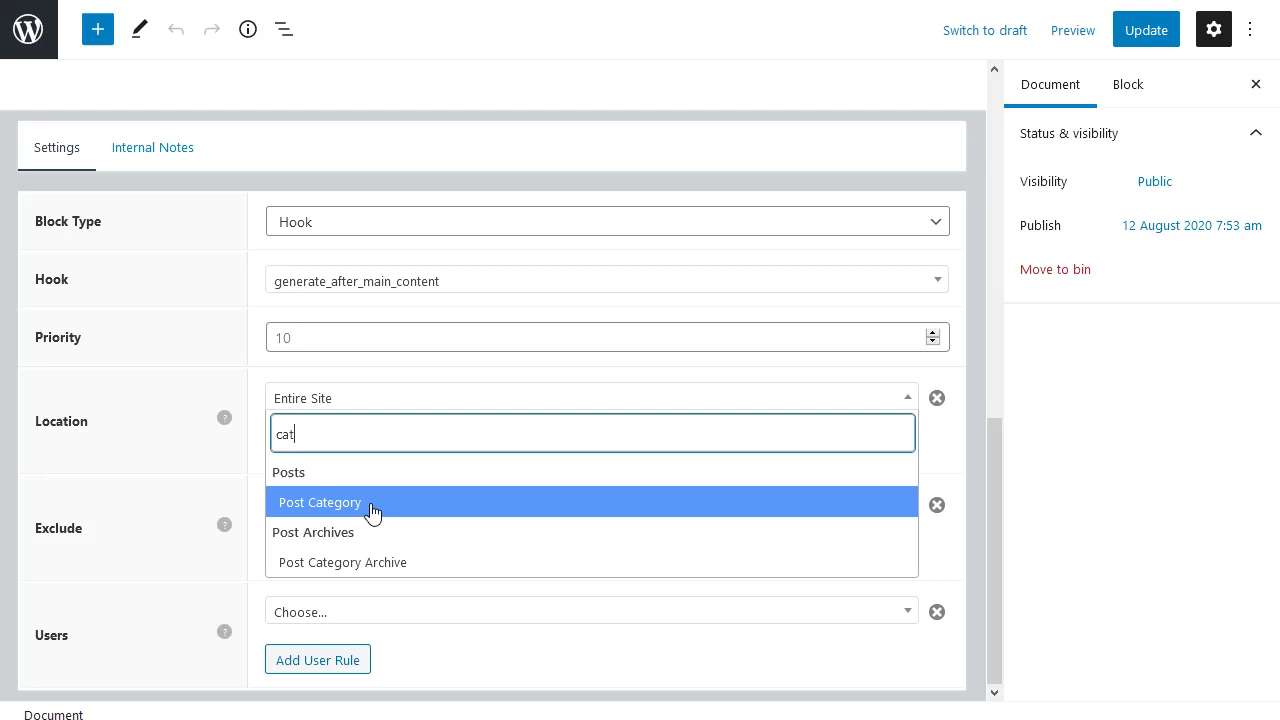 Switch to draft
Preview
Update
Document
Block
Status & visibility
Visibility
Public
Publish
12 August 2020 7:53 am
Move to bin
Settings
Internal Notes
Block Type
Hook
Hook
generate_after_main_content
Priority
10
Location
?
Entire Site
cat
Posts
Post Category
Post Archives
Post Category Archive
Exclude
?
Users
?
Choose...
Add User Rule
Document